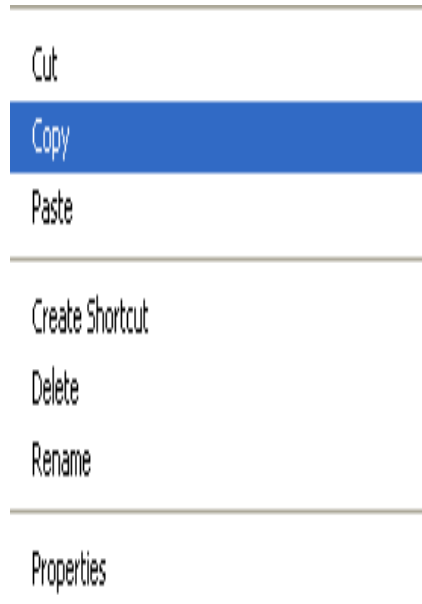 Cut
Copy
Paste
Create Shortcut
Delete
Rename
Properties